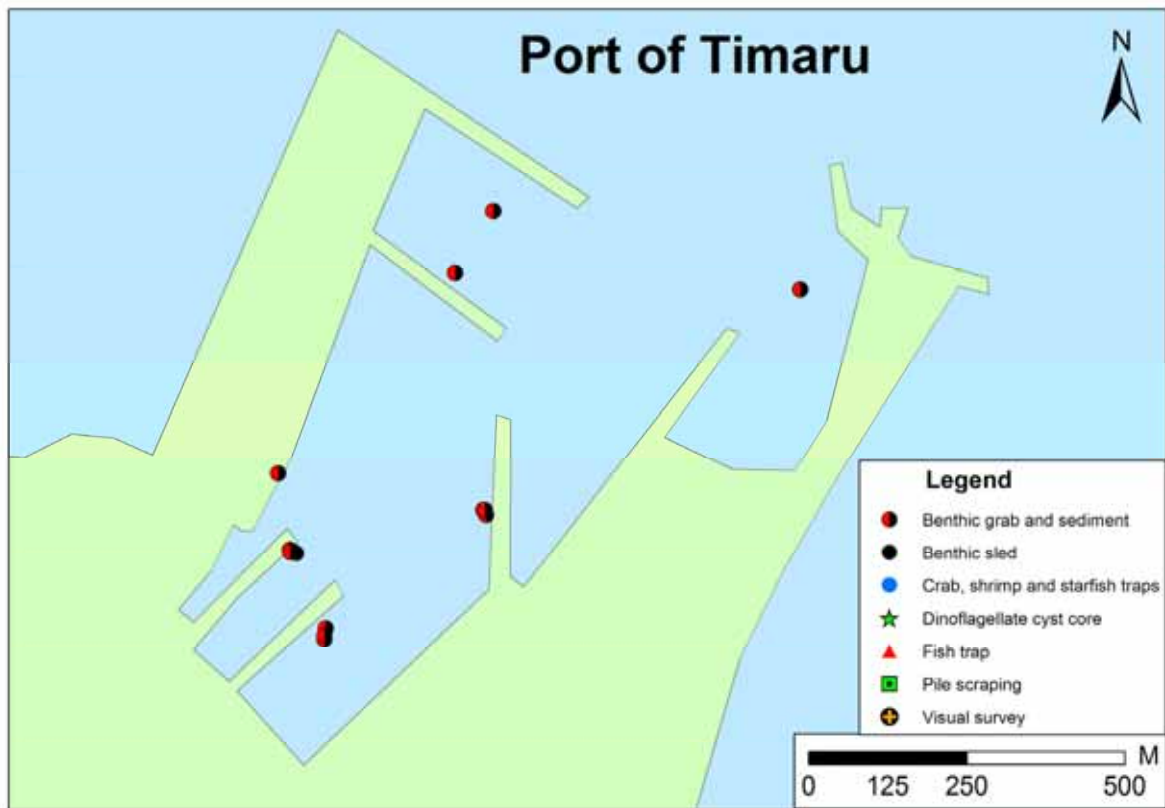 Port of Timaru
N
Legend
Benthic grab and sediment
Benthic sled
Crab, shrimp and starfish traps
Dinoflagellate cyst core
Fish trap
Pile scraping
Visual survey
M
0 125 250 500